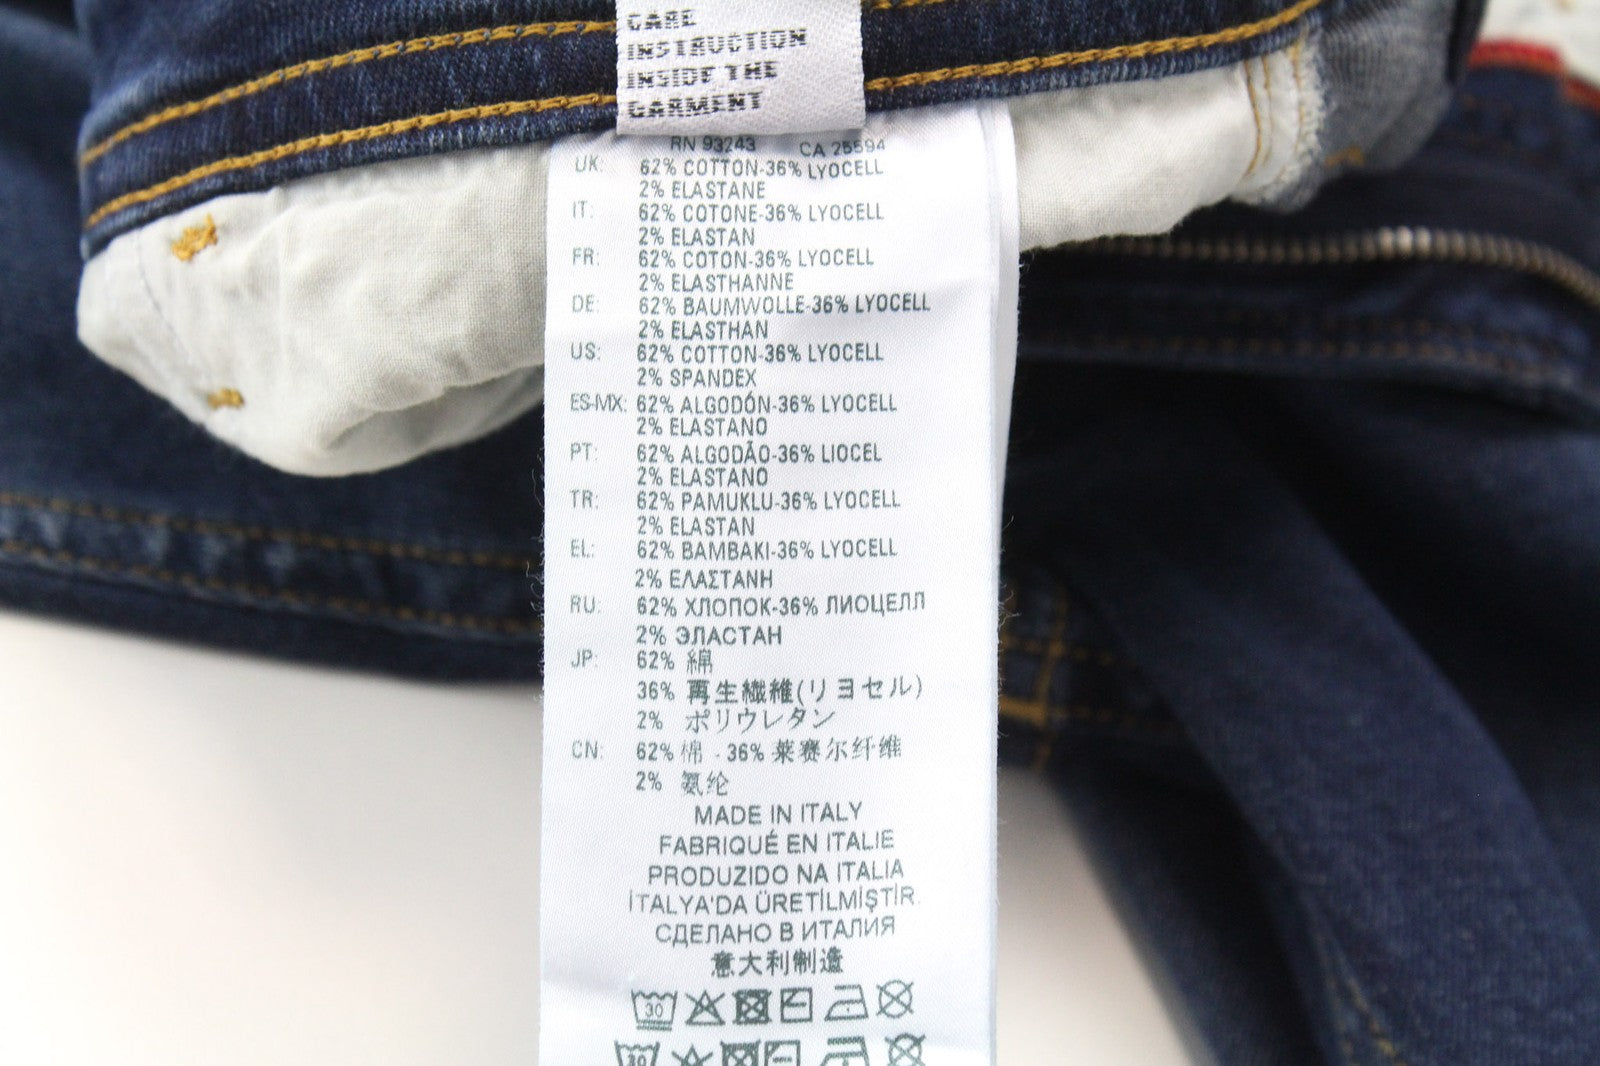 CARE
INSTRUCTION
INSIDE THE
GARMENT
RN 93243 CA 25594
UK: 62% COTTON-36% LYOCELL
2% ELASTANE
IT: 62% COTONE-36% LYOCELL
2% ELASTAN
FR: 62% COTON-36% LYOCELL
2% ELASTHANNE
DE: 62% BAUMWOLLE-36% LYOCELL
2% ELASTHAN
US: 62% COTTON-36% LYOCELL
2% SPANDEX
ES-MX: 62% ALGODÓN-36% LYOCELL
2% ELASTANO
PT: 62% ALGODÃO-36% LIOCEL
2% ELASTANO
TR: 62% PAMUKLU-36% LYOCELL
2% ELASTAN
EL: 62% BAMBAKI-36% LYOCELL
2% ΕΛΑΣΤΑΝΗ
RU: 62% ХЛОПОК-36% ЛИОЦЕЛЛ
2% ЭЛАСТАН
JP: 62% 綿
36% 再生繊維(リヨセル)
2% ポリウレタン
CN: 62% 棉 - 36% 莱赛尔纤维
2% 氨纶
MADE IN ITALY
FABRIQUÉ EN ITALIE
PRODUZIDO NA ITALIA
İTALYA'DA ÜRETİLMİŞTİR.
СДЕЛАНО В ИТАЛИЯ
意大利制造
30
30